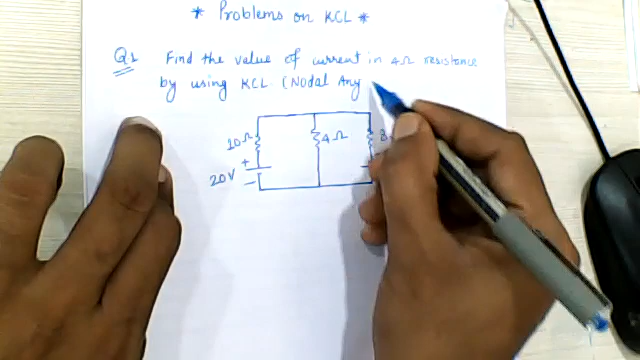 * Problems on KCL *
Q1 Find the value of current in 4Ω resistance
by using KCL (Nodal Any
10Ω 4Ω 8
+
20V
-